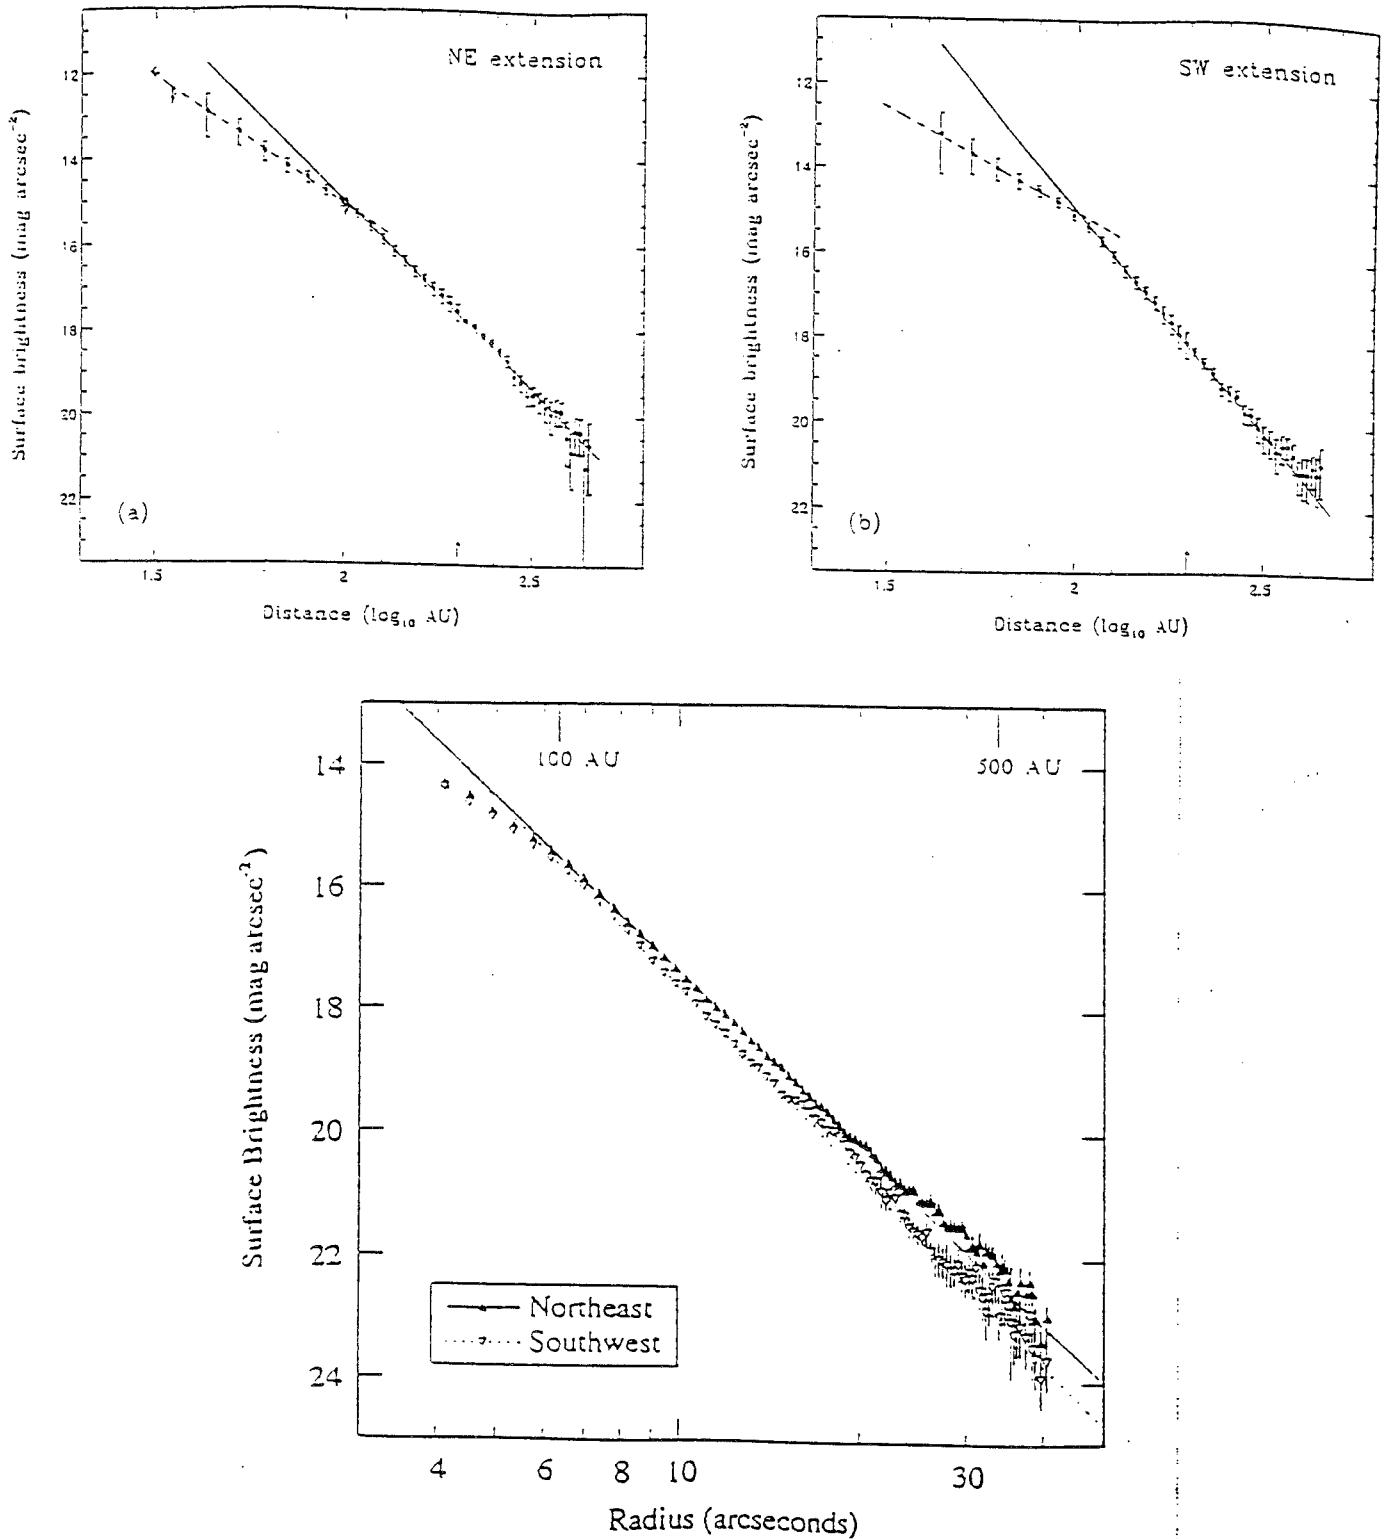 NE extension
Surface brightness (mag arcsec⁻²)
12
14
16
18
20
22
(a)
1.5
2
2.5
Distance (log₁₀ AU)
SW extension
Surface brightness (mag arcsec⁻²)
12
14
16
18
20
22
(b)
1.5
2
2.5
Distance (log₁₀ AU)
100 AU
500 AU
Surface Brightness (mag arcsec⁻²)
14
16
18
20
22
24
Northeast
Southwest
4
6
8
10
30
Radius (arcseconds)